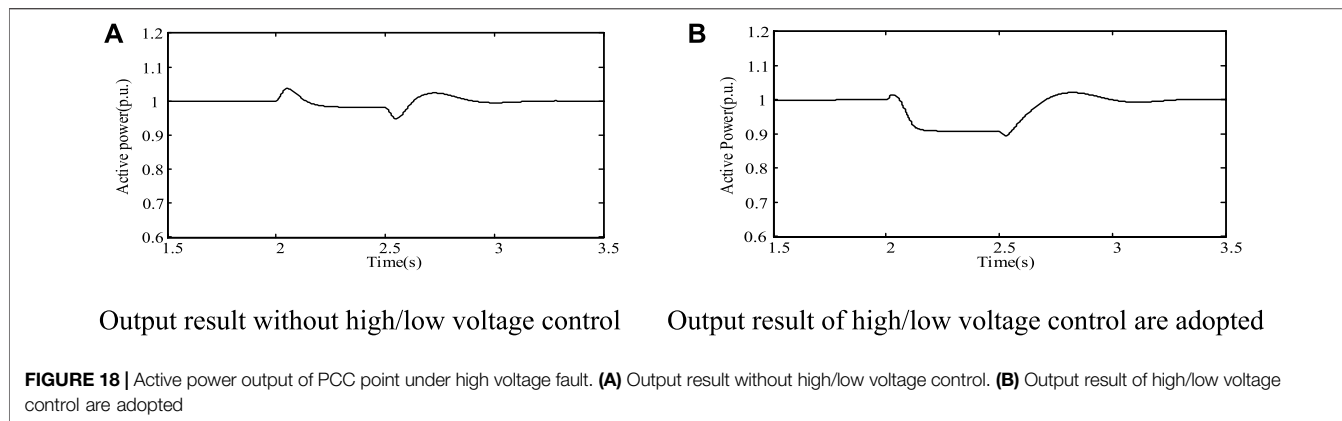 A
1.2
1.1
1
0.9
0.8
0.7
0.6
Active power(p.u.)
1.5 2 2.5 3 3.5
Time(s)
B
1.2
1.1
1
0.9
0.8
0.7
0.6
Active Power(p.u.)
1.5 2 2.5 3 3.5
Time(s)
Output result without high/low voltage control
Output result of high/low voltage control are adopted
FIGURE 18 | Active power output of PCC point under high voltage fault. (A) Output result without high/low voltage control. (B) Output result of high/low voltage
control are adopted